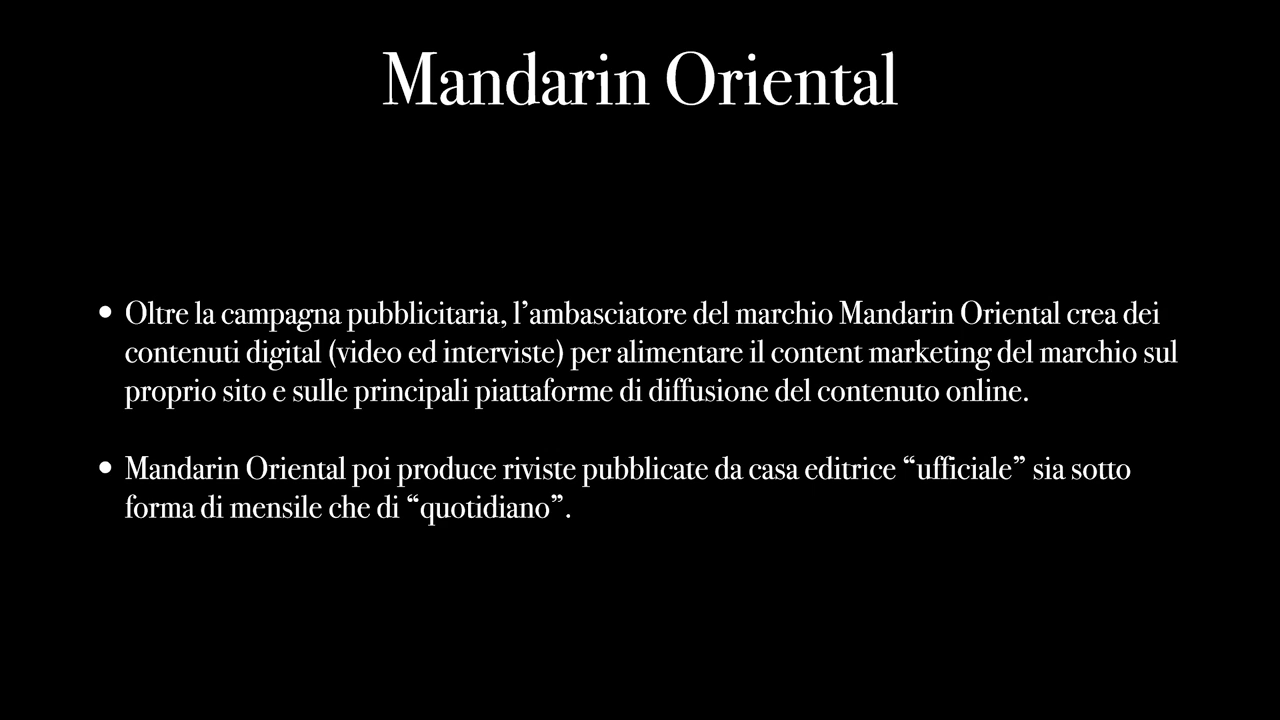 Mandarin Oriental
• Oltre la campagna pubblicitaria, l’ambasciatore del marchio Mandarin Oriental crea dei
contenuti digital (video ed interviste) per alimentare il content marketing del marchio sul
proprio sito e sulle principali piattaforme di diffusione del contenuto online.
• Mandarin Oriental poi produce riviste pubblicate da casa editrice “ufficiale” sia sotto
forma di mensile che di “quotidiano”.